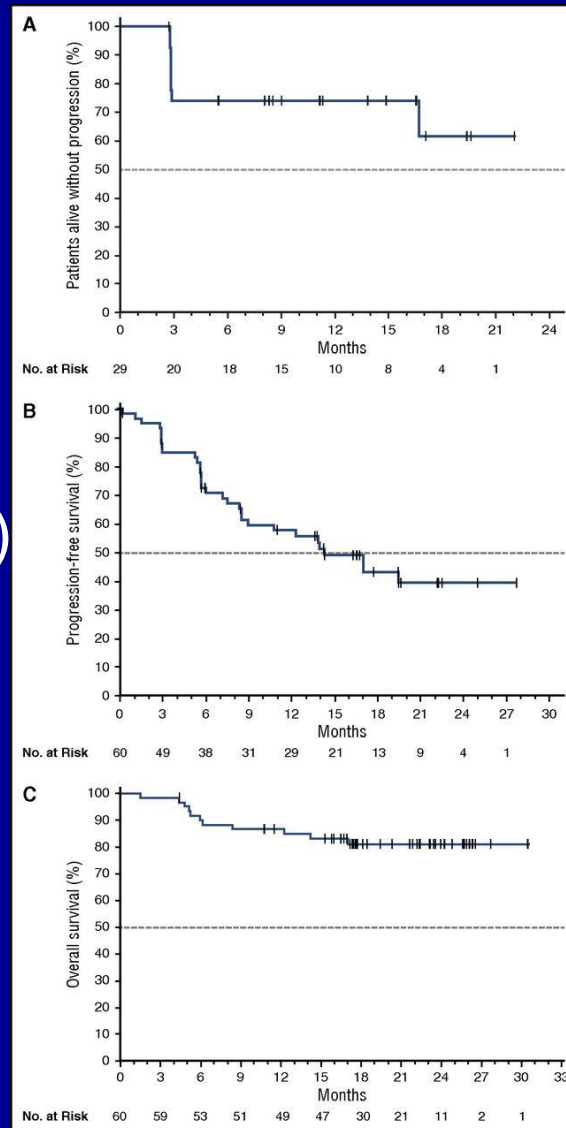 A
Patients alive without progression (%)
100
90
80
70
60
50
40
30
20
10
0
0 3 6 9 12 15 18 21 24
Months
No. at Risk 29 20 18 15 10 8 4 1
B
Progression-free survival (%)
100
90
80
70
60
50
40
30
20
10
0
0 3 6 9 12 15 18 21 24 27 30
Months
No. at Risk 60 49 38 31 29 21 13 9 4 1
C
Overall survival (%)
100
90
80
70
60
50
40
30
20
10
0
0 3 6 9 12 15 18 21 24 27 30 33
Months
No. at Risk 60 59 53 51 49 47 30 21 11 2 1
)